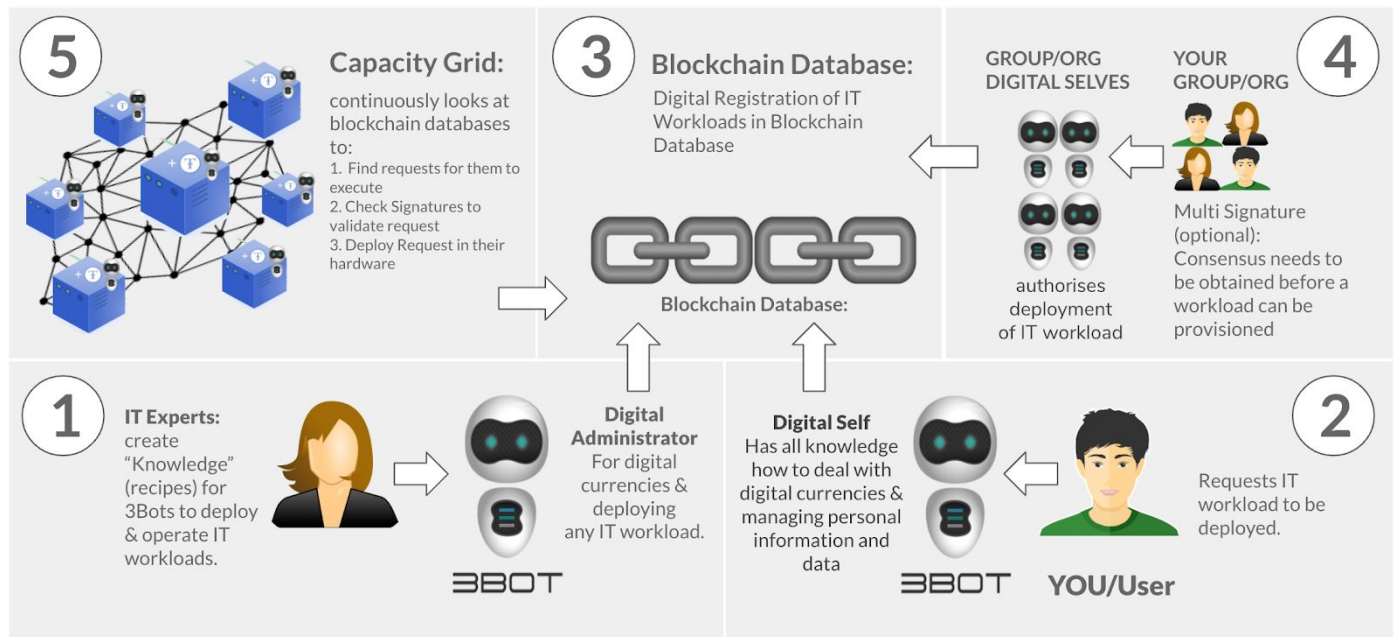 5
Capacity Grid:
continuously looks at
blockchain databases
to:
1. Find requests for them to
execute
2. Check Signatures to
validate request
3. Deploy Request in their
hardware
3
Blockchain Database:
Digital Registration of IT
Workloads in Blockchain
Database
Blockchain Database:
GROUP/ORG
DIGITAL SELVES
authorises
deployment
of IT workload
YOUR
GROUP/ORG
4
Multi Signature
(optional):
Consensus needs to
be obtained before a
workload can be
provisioned
1
IT Experts:
create
“Knowledge”
(recipes) for
3Bots to deploy
& operate IT
workloads.
3BOT
Digital
Administrator
For digital
currencies &
deploying
any IT workload.
Digital Self
Has all knowledge
how to deal with
digital currencies &
managing personal
information and
data
3BOT
YOU/User
2
Requests IT
workload to be
deployed.